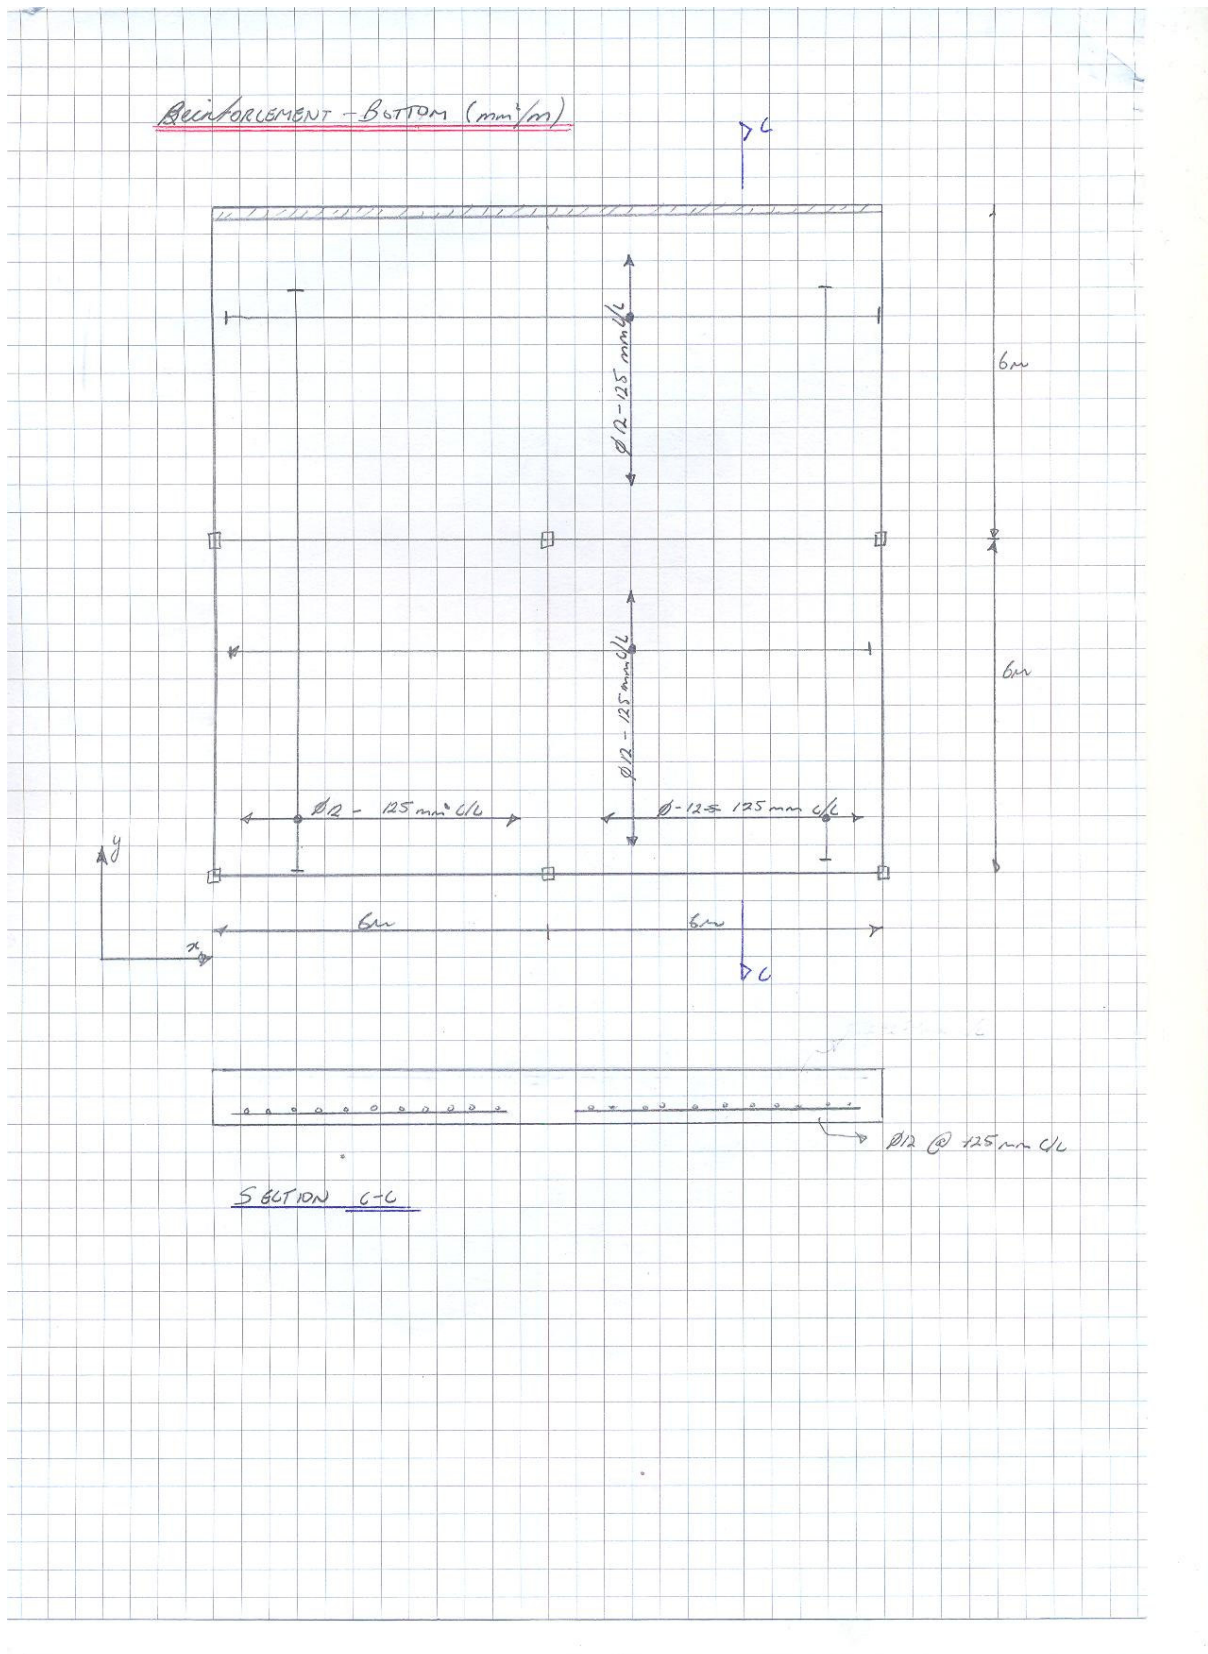 Reinforcement - Bottom (mm²/m)
C
Ø12-125 mm C/C
6m
Ø12 - 125 mm C/C
6m
Ø12 - 125 mm C/C
Ø-12 125 mm C/C
y
x
6m
6m
C
Ø12 @ 125 mm C/C
SECTION C-C